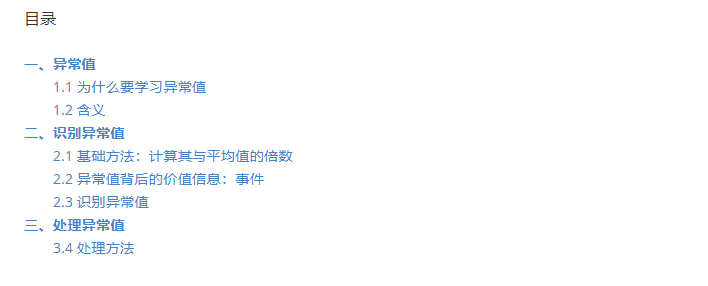 目录
一、异常值
1.1 为什么要学习异常值
1.2 含义
二、识别异常值
2.1 基础方法：计算其与平均值的倍数
2.2 异常值背后的价值信息：事件
2.3 识别异常值
三、处理异常值
3.4 处理方法